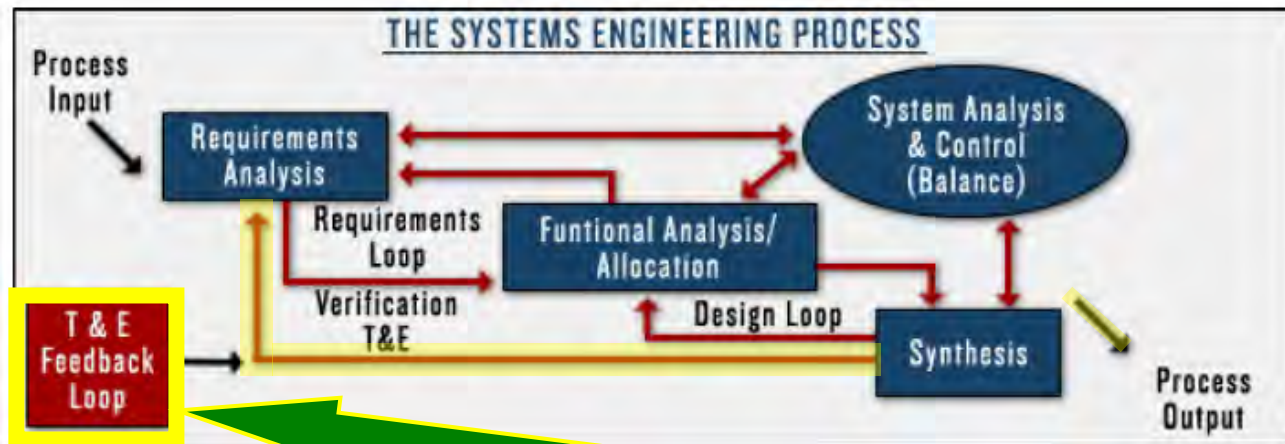 THE SYSTEMS ENGINEERING PROCESS
Process
Input
Requirements
Analysis
System Analysis
& Control
(Balance)
Requirements
Loop
Funtional Analysis/
Allocation
Verification
T&E
Design Loop
T & E
Feedback
Loop
Synthesis
Process
Output